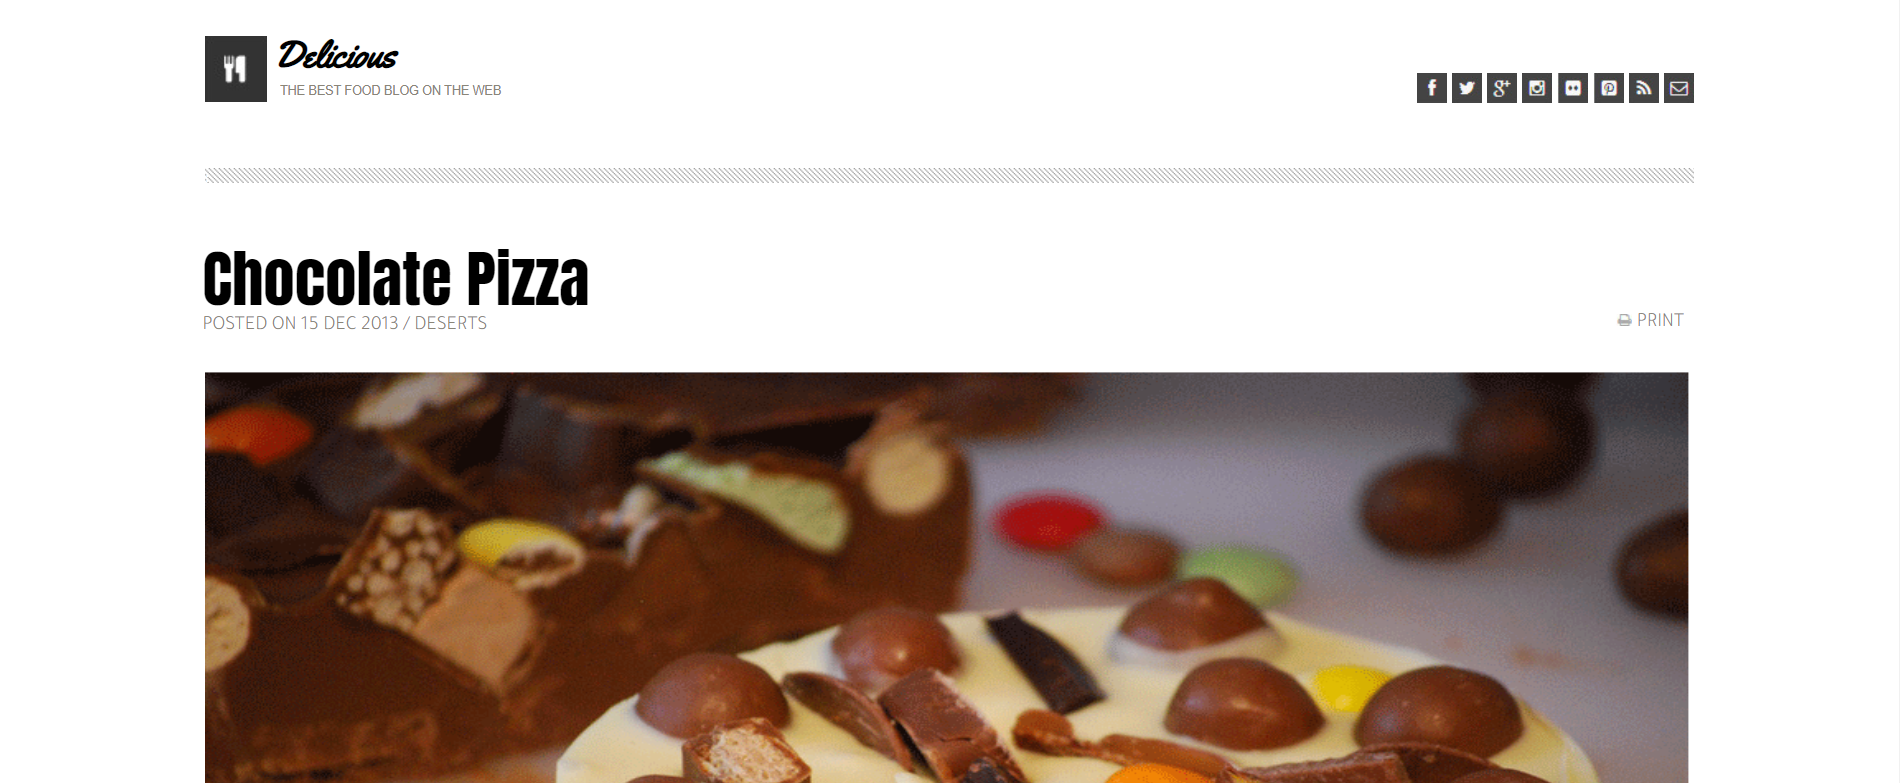 Delicious
THE BEST FOOD BLOG ON THE WEB
Chocolate Pizza
POSTED ON 15 DEC 2013 / DESERTS
PRINT